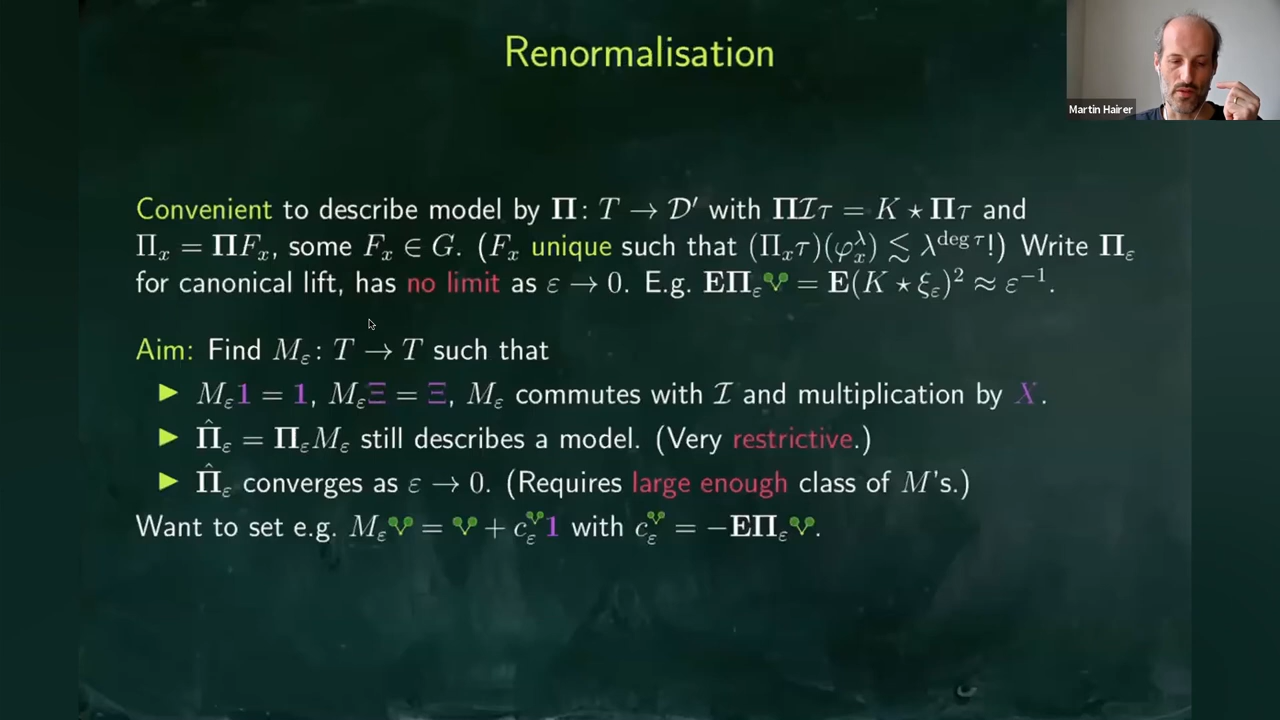 Renormalisation
Martin Hairer
Convenient to describe model by 𝚷: T → 𝒟′ with 𝚷ℐτ = K ⋆ 𝚷τ and
Π_x = 𝚷F_x, some F_x ∈ G. (F_x unique such that (Π_xτ)(φ_x^λ) ≲ λ^{deg τ}!) Write 𝚷_ε
for canonical lift, has no limit as ε → 0. E.g. 𝐄𝚷_ε = 𝐄(K ⋆ ξ_ε)² ≈ ε⁻¹.
Aim: Find M_ε: T → T such that
▶ M_ε𝟏 = 𝟏, M_εΞ = Ξ, M_ε commutes with ℐ and multiplication by X.
▶ 𝚷̂_ε = 𝚷_εM_ε still describes a model. (Very restrictive.)
▶ 𝚷̂_ε converges as ε → 0. (Requires large enough class of M's.)
Want to set e.g. M_ε = + c_ε𝟏 with c_ε = −𝐄𝚷_ε.